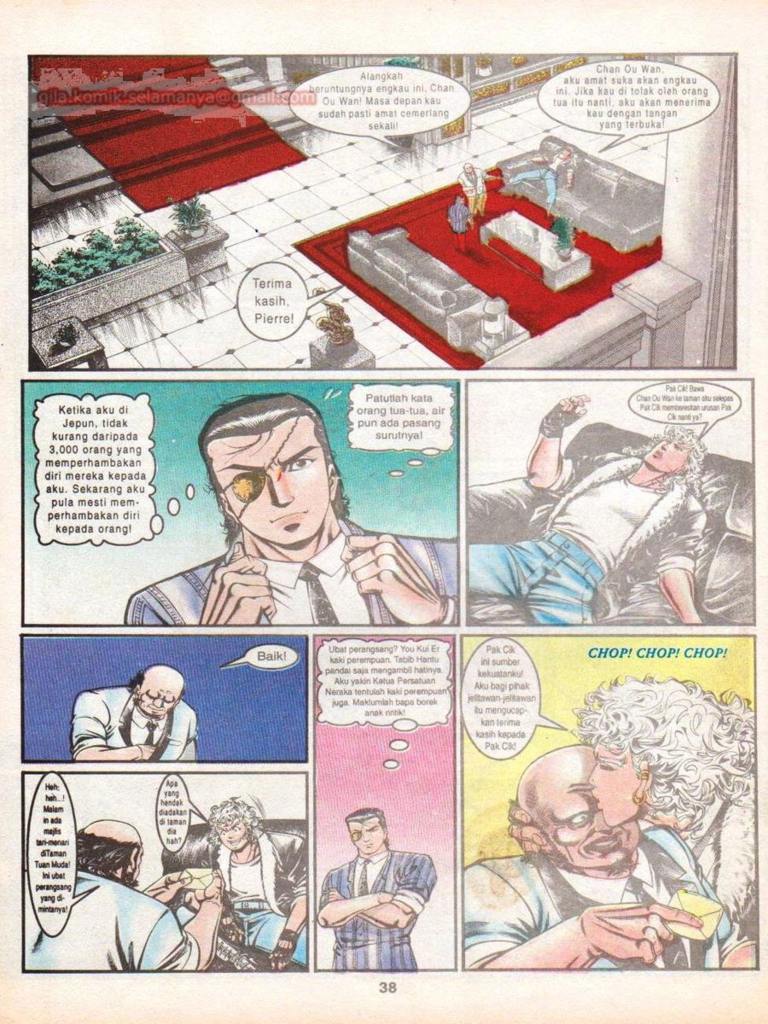 gila.komik.selamanya@gmail.com
Alangkah
beruntungnya engkau ini, Chan
Ou Wan! Masa depan kau
sudah pasti amat cemerlang
sekali!
Chan Ou Wan,
aku amat suka akan engkau
ini. Jika kau di tolak oleh orang
tua itu nanti, aku akan menerima
kau dengan tangan
yang terbuka!
Terima
kasih,
Pierre!
Ketika aku di
Jepun, tidak
kurang daripada
3,000 orang yang
memperhambakan
diri mereka kepada
aku. Sekarang aku
pula mesti mem-
perhambakan diri
kepada orang!
Patutlah kata
orang tua-tua, air
pun ada pasang
surutnya!
Pak Cik! Bawa
Chan Ou Wan ke taman aku selepas
Pak Cik membereskan urusan Pak
Cik nanti ya?
Baik!
Heh;
heh...!
Malam
ini ada
majlis
tari-menari
diTaman
Tuan Muda!
Ini ubat
perangsang
yang di-
mintanya!
Apa
yang
hendak
diadakan
di taman
dia
hah?
Ubat perangsang? You Kui Er
kaki perempuan. Tabib Hantu
pandai saja mengambil hatinya.
Aku yakin Ketua Persatuan
Neraka tentulah kaki perempuan
juga. Maklumlah bapa borek
anak rintik!
Pak Cik
ini sumber
kekuatanku!
Aku bagi pihak
jelitawan-jelitawan
itu mengucap-
kan terima
kasih kepada
Pak Cik!
CHOP! CHOP! CHOP!
38